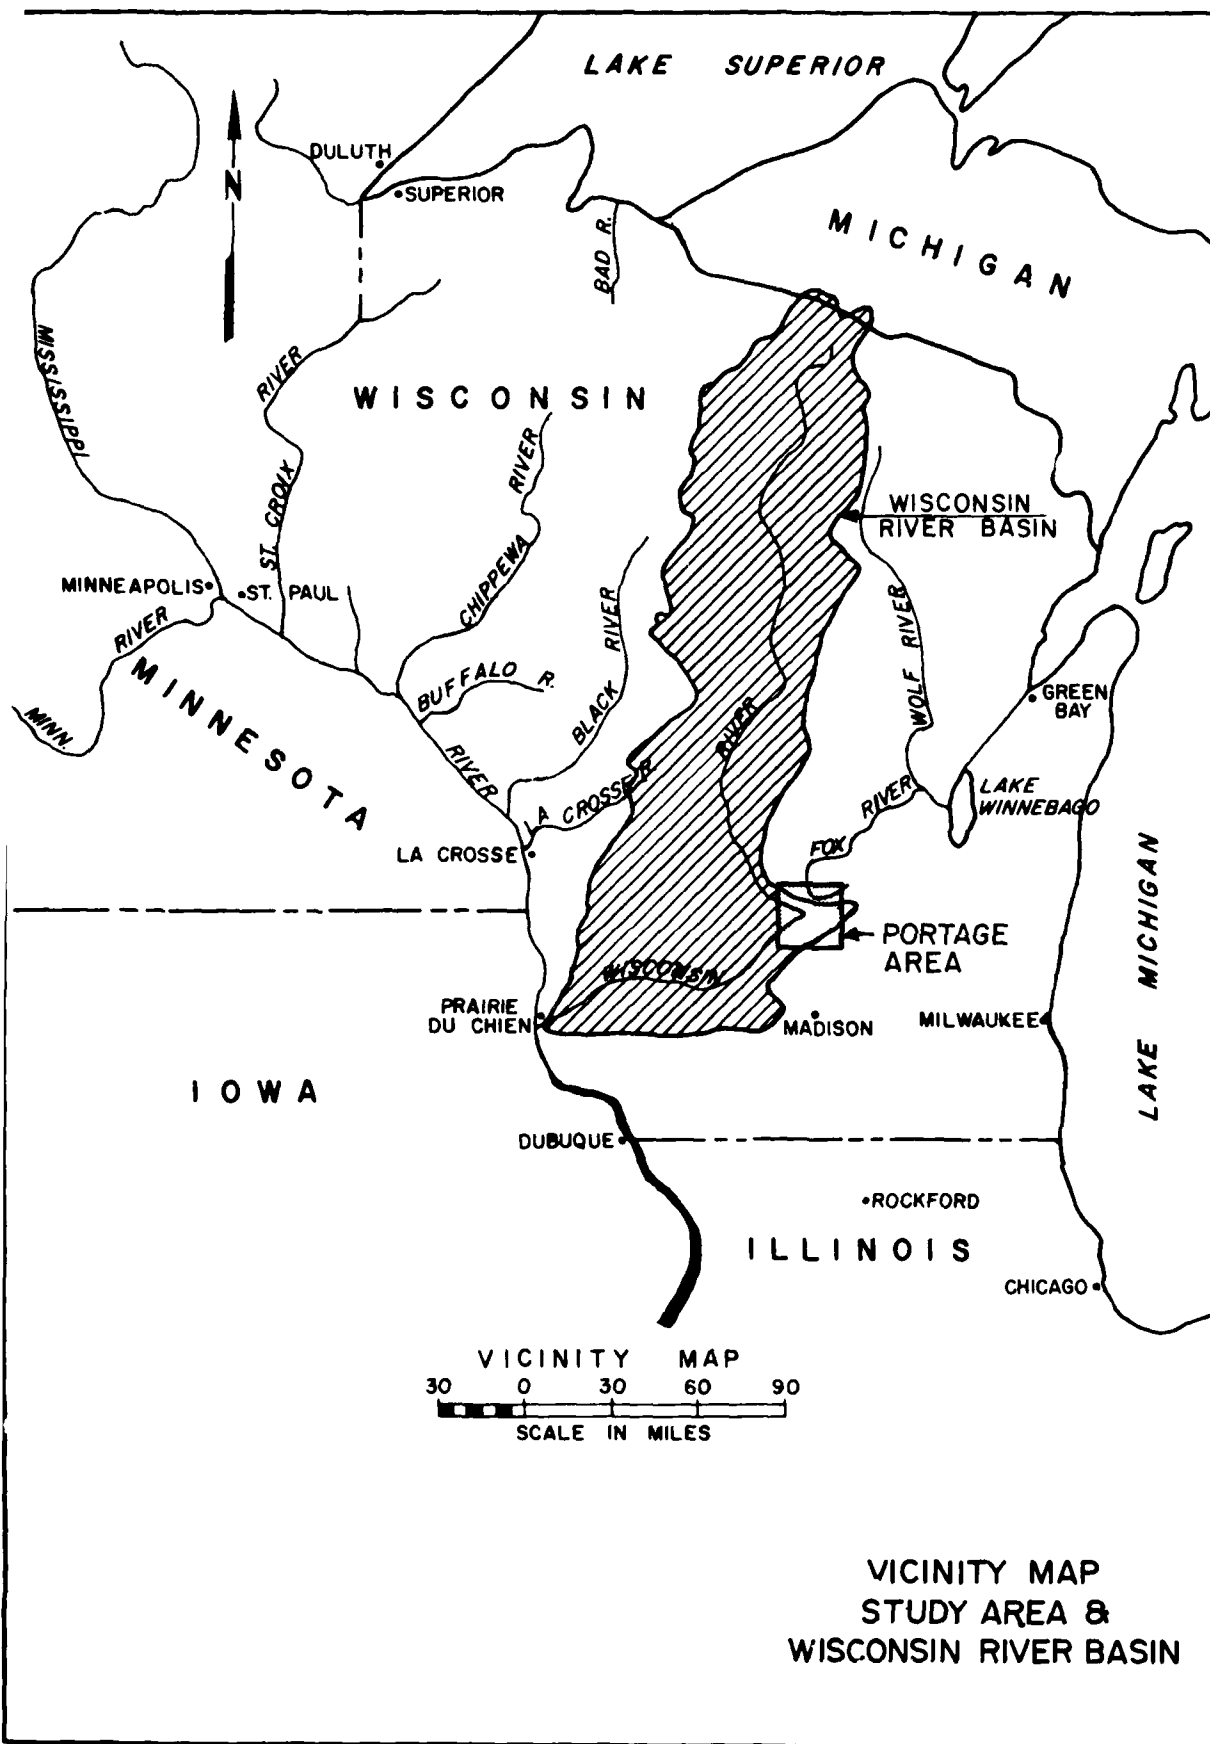 LAKE SUPERIOR
DULUTH
SUPERIOR
N
BAD R.
MICHIGAN
MISSISSIPPI
RIVER
WISCONSIN
RIVER
ST. CROIX
WISCONSIN
RIVER BASIN
CHIPPEWA
MINNEAPOLIS
ST. PAUL
RIVER
RIVER
WOLF RIVER
MINNESOTA
BUFFALO R.
BLACK
GREEN
BAY
MINN.
RIVER
RIVER
A CROSSE R.
RIVER
LAKE
WINNEBAGO
FOX
LA CROSSE
LAKE MICHIGAN
PORTAGE
AREA
WISCONSIN
PRAIRIE
DU CHIEN
MADISON
MILWAUKEE
IOWA
DUBUQUE
ROCKFORD
ILLINOIS
CHICAGO
VICINITY MAP
30 0 30 60 90
SCALE IN MILES
VICINITY MAP
STUDY AREA &
WISCONSIN RIVER BASIN